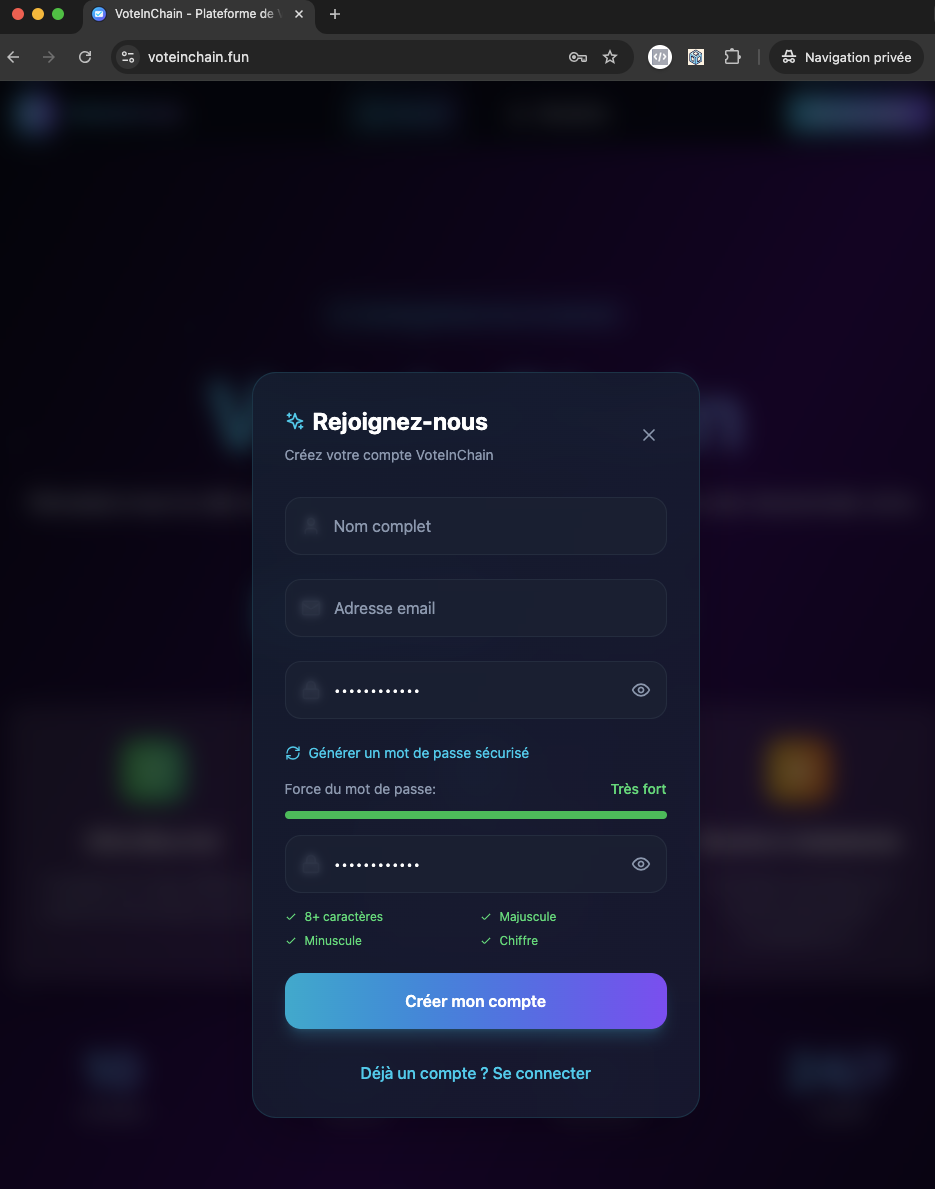 VoteInChain - Plateforme de
voteinchain.fun
Navigation privée
Rejoignez-nous
Créez votre compte VoteInChain
Nom complet
Adresse email
••••••••••••
Générer un mot de passe sécurisé
Force du mot de passe: Très fort
••••••••••••
8+ caractères Majuscule
Minuscule Chiffre
Créer mon compte
Déjà un compte ? Se connecter